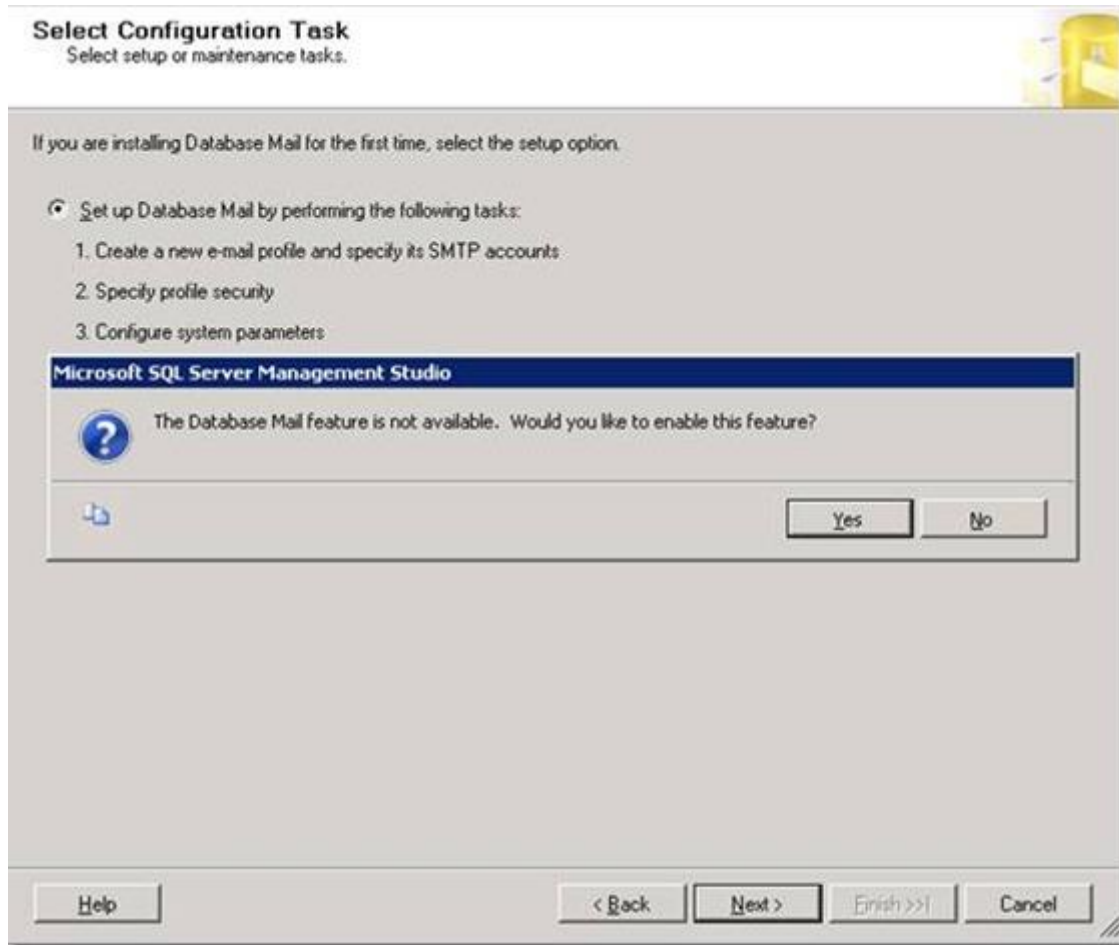 Select Configuration Task
Select setup or maintenance tasks.
If you are installing Database Mail for the first time, select the setup option.
Set up Database Mail by performing the following tasks:
1. Create a new e-mail profile and specify its SMTP accounts
2. Specify profile security
3. Configure system parameters
Microsoft SQL Server Management Studio
The Database Mail feature is not available. Would you like to enable this feature?
Yes No
Help < Back Next > Finish >>| Cancel